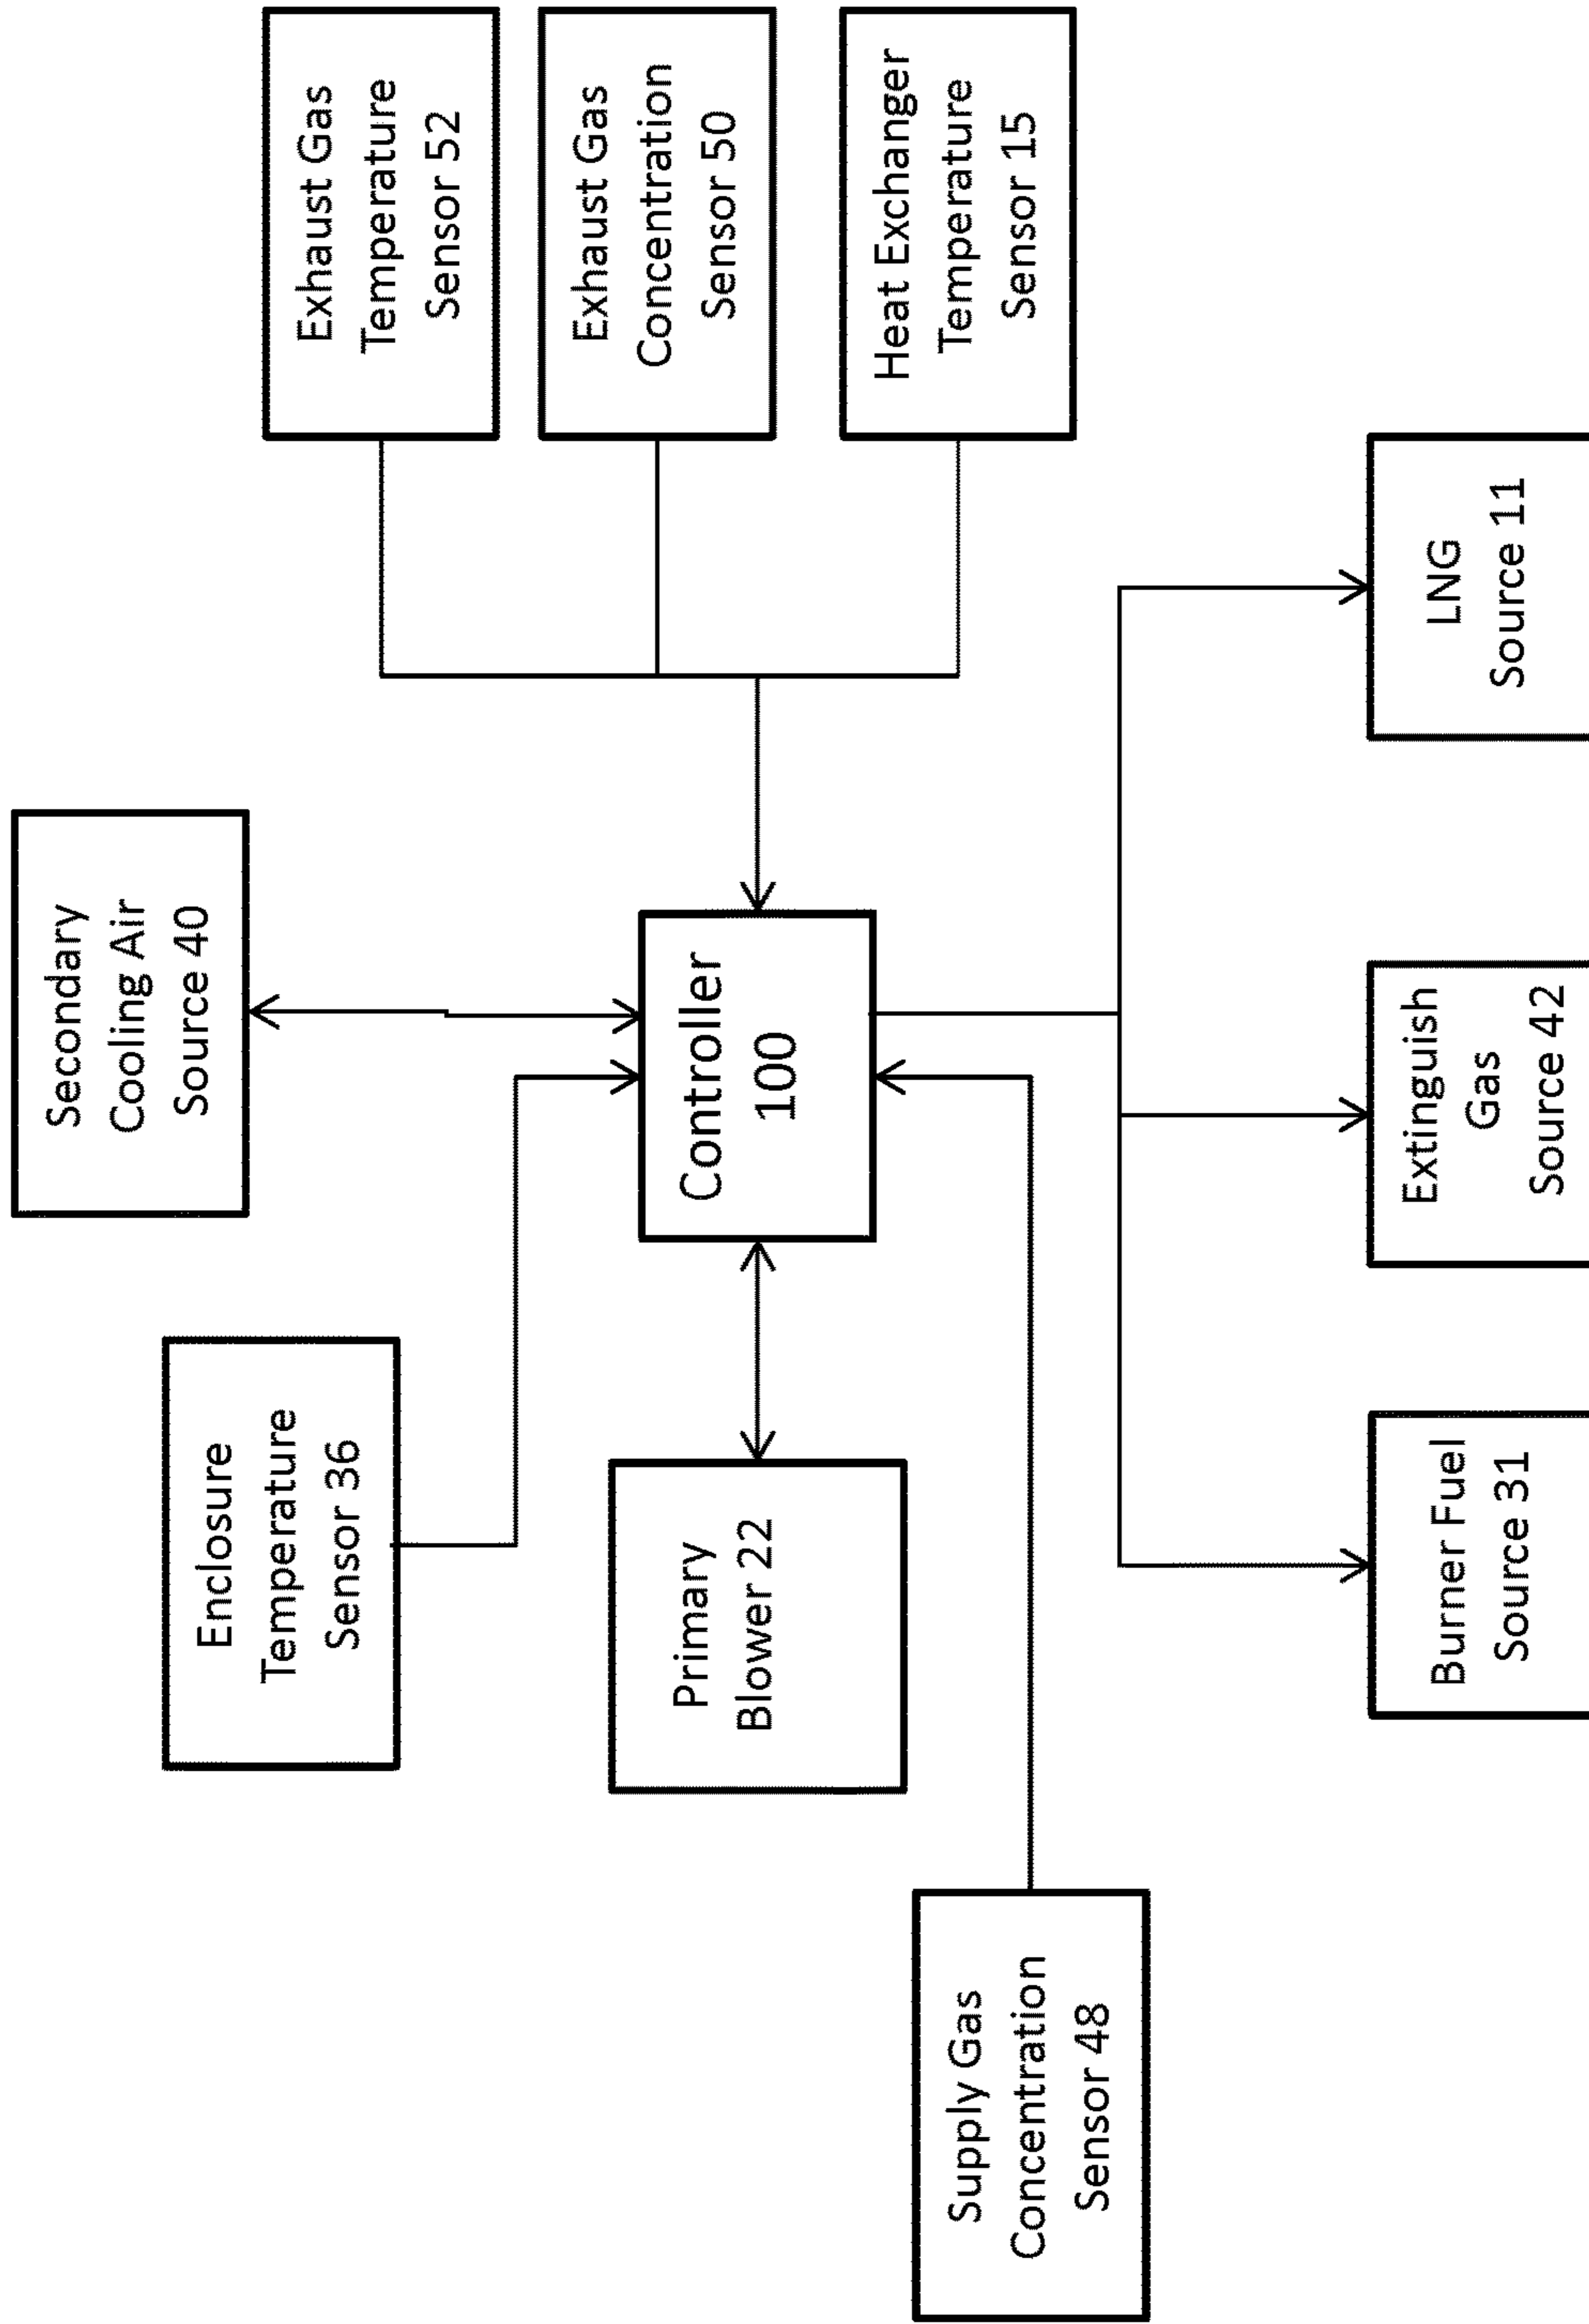 Secondary
Cooling Air
Source 40
Enclosure
Temperature
Sensor 36
Exhaust Gas
Temperature
Sensor 52
Exhaust Gas
Concentration
Sensor 50
Heat Exchanger
Temperature
Sensor 15
Primary
Blower 22
Controller
100
Supply Gas
Concentration
Sensor 48
Burner Fuel
Source 31
Extinguish
Gas
Source 42
LNG
Source 11